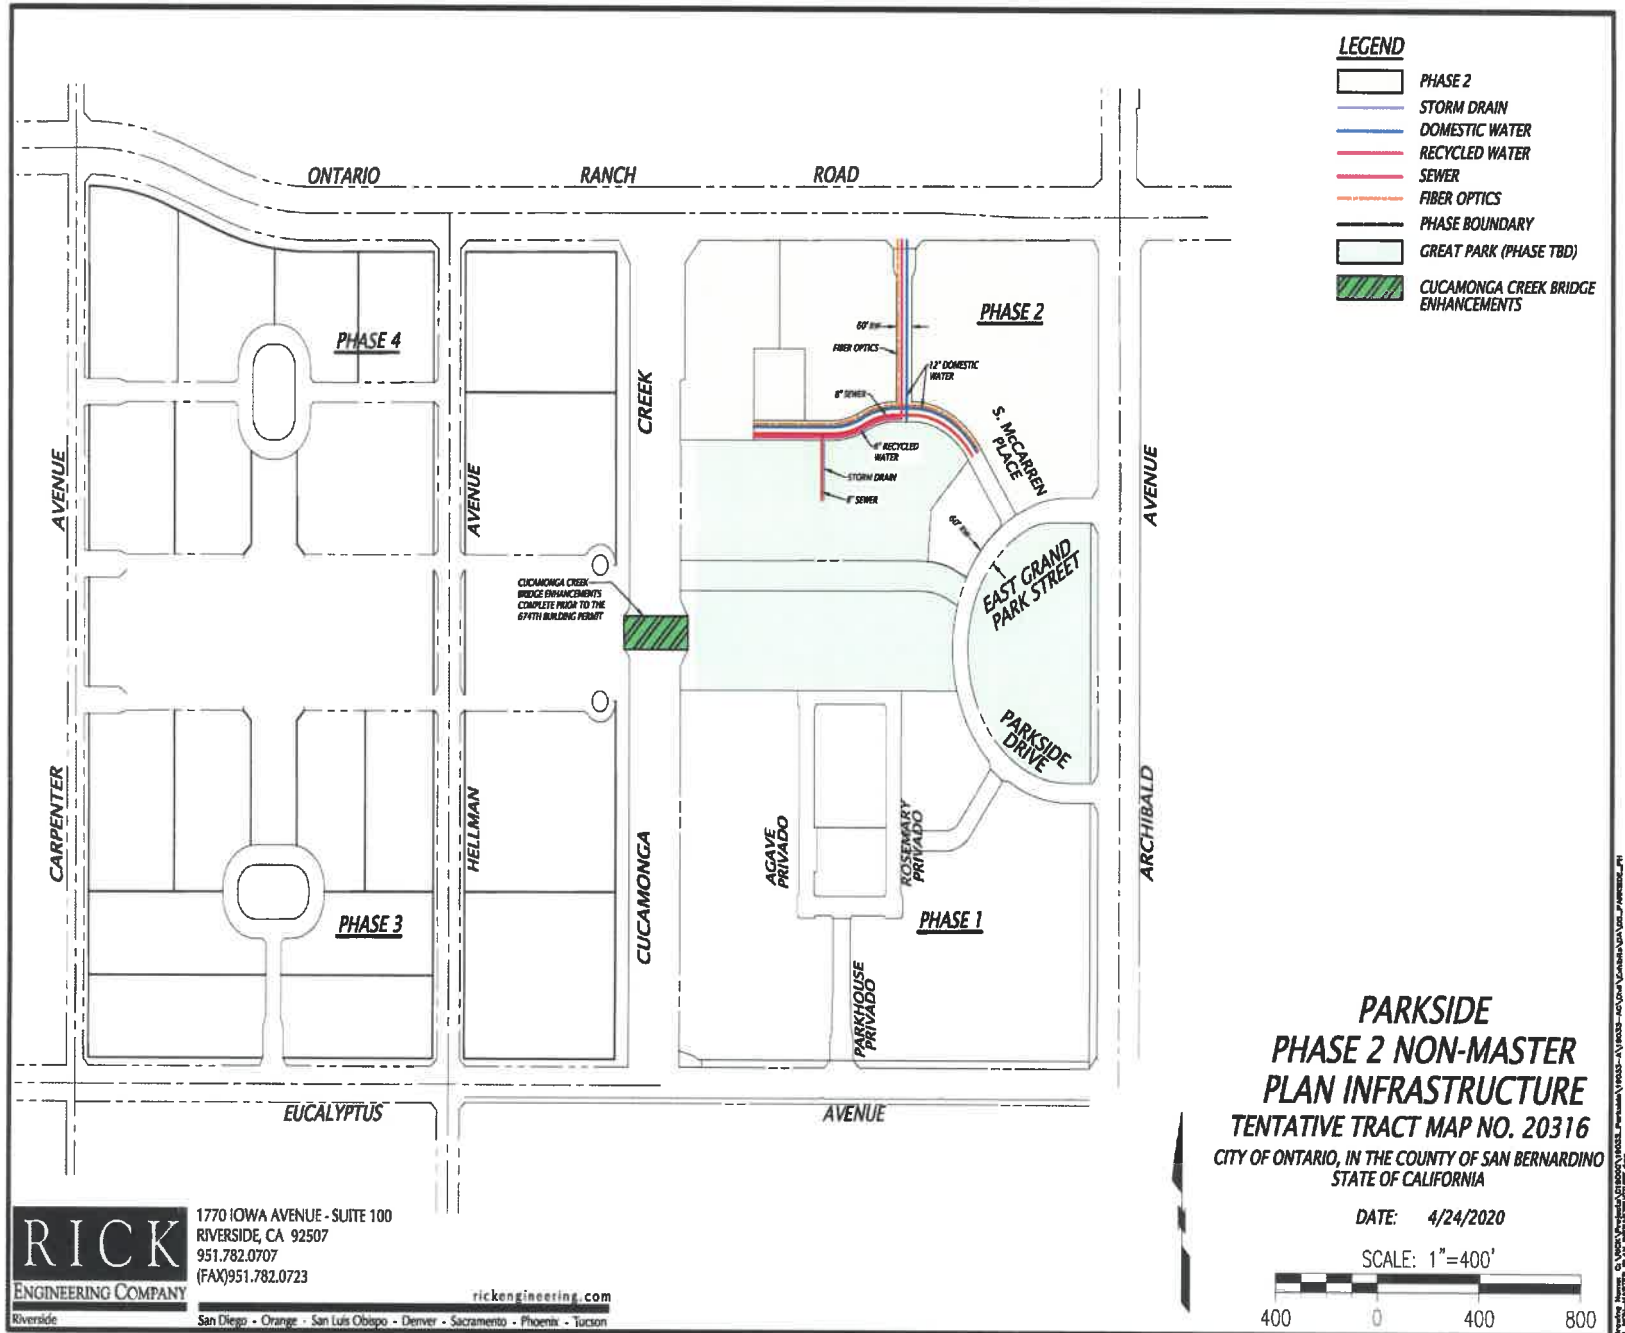 LEGEND
PHASE 2
STORM DRAIN
DOMESTIC WATER
RECYCLED WATER
SEWER
FIBER OPTICS
PHASE BOUNDARY
GREAT PARK (PHASE TBD)
CUCAMONGA CREEK BRIDGE
ENHANCEMENTS
ONTARIO RANCH ROAD
PHASE 4
PHASE 2
60' R/W
FIBER OPTICS
12" DOMESTIC
WATER
8" SEWER
RECYCLED
WATER
STORM DRAIN
8" SEWER
S. McCARREN
PLACE
60' R/W
EAST GRAND
PARK STREET
PARKSIDE
DRIVE
CUCAMONGA CREEK
BRIDGE ENHANCEMENTS
COMPLETE PRIOR TO THE
674TH BUILDING PERMIT
CARPENTER AVENUE
HELLMAN AVENUE
CUCAMONGA CREEK
ARCHIBALD AVENUE
AGAVE
PRIVADO
ROSEMARY
PRIVADO
PARKHOUSE
PRIVADO
PHASE 3
PHASE 1
EUCALYPTUS AVENUE
PARKSIDE
PHASE 2 NON-MASTER
PLAN INFRASTRUCTURE
TENTATIVE TRACT MAP NO. 20316
CITY OF ONTARIO, IN THE COUNTY OF SAN BERNARDINO
STATE OF CALIFORNIA
DATE: 4/24/2020
SCALE: 1"=400'
400 0 400 800
RICK
ENGINEERING COMPANY
1770 IOWA AVENUE - SUITE 100
RIVERSIDE, CA 92507
951.782.0707
(FAX)951.782.0723
rickengineering.com
Riverside
San Diego - Orange - San Luis Obispo - Denver - Sacramento - Phoenix - Tucson